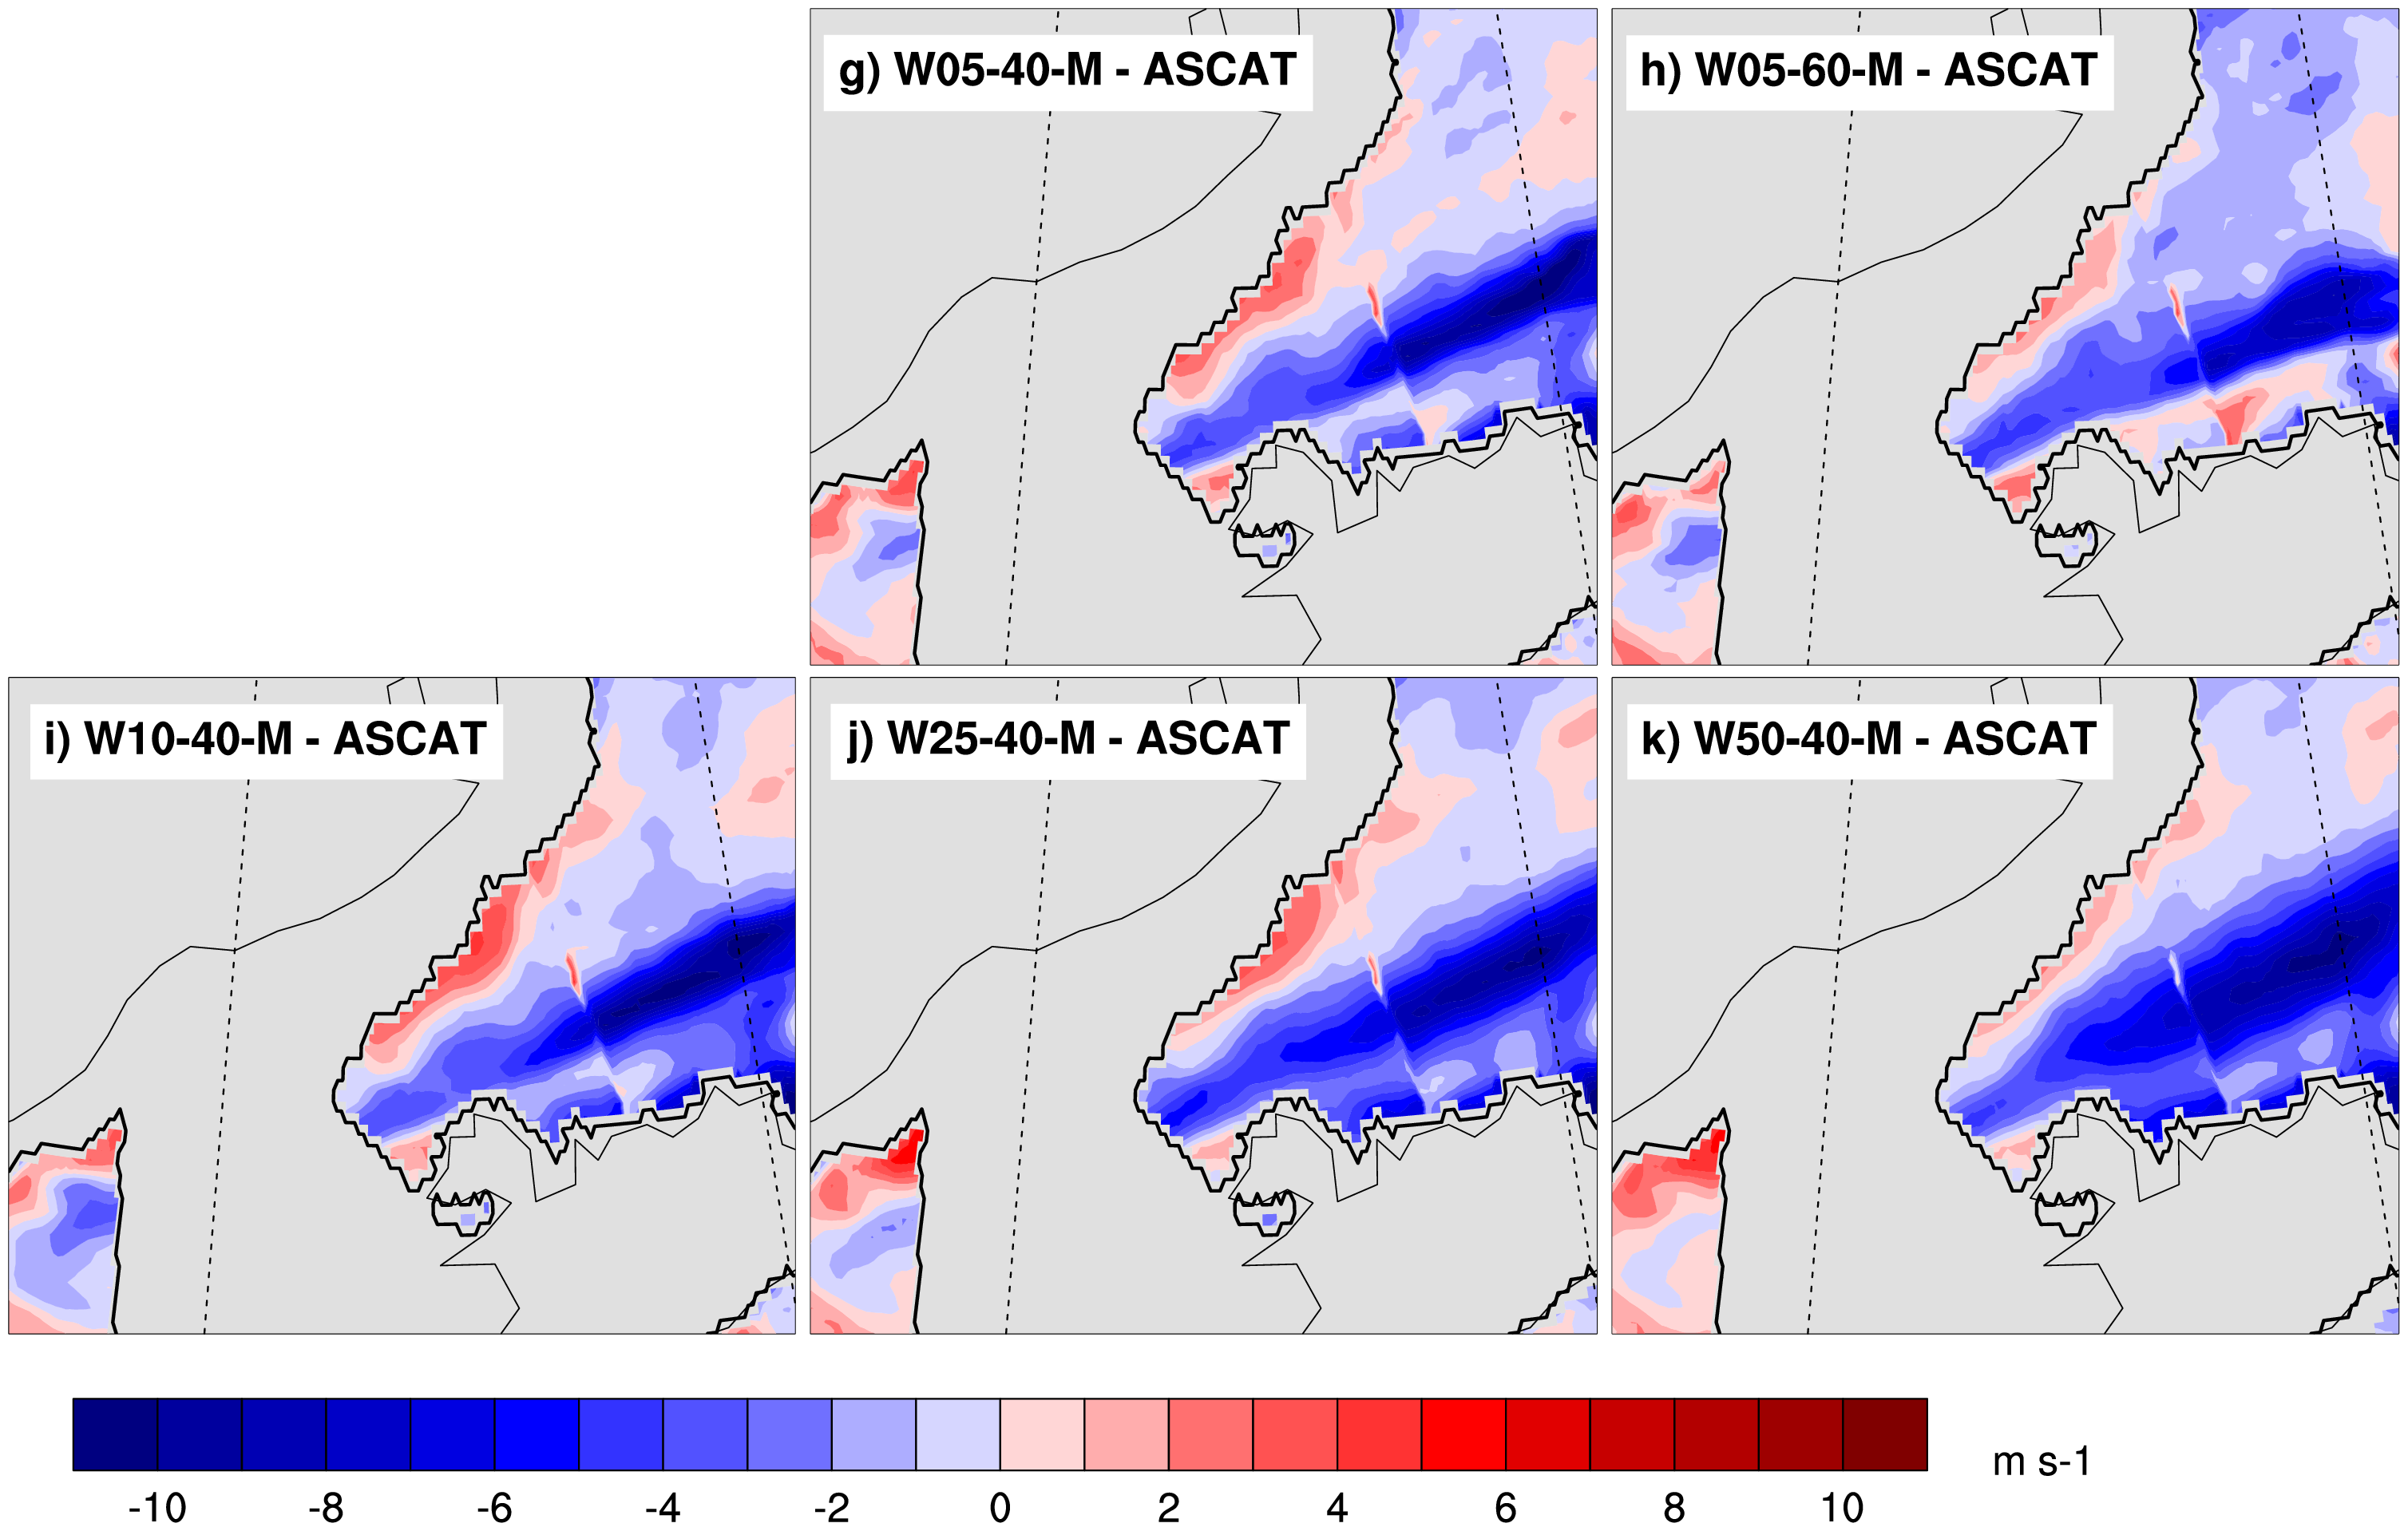 g) W05-40-M - ASCAT
h) W05-60-M - ASCAT
i) W10-40-M - ASCAT
j) W25-40-M - ASCAT
k) W50-40-M - ASCAT
m s-1
-10 -8 -6 -4 -2 0 2 4 6 8 10